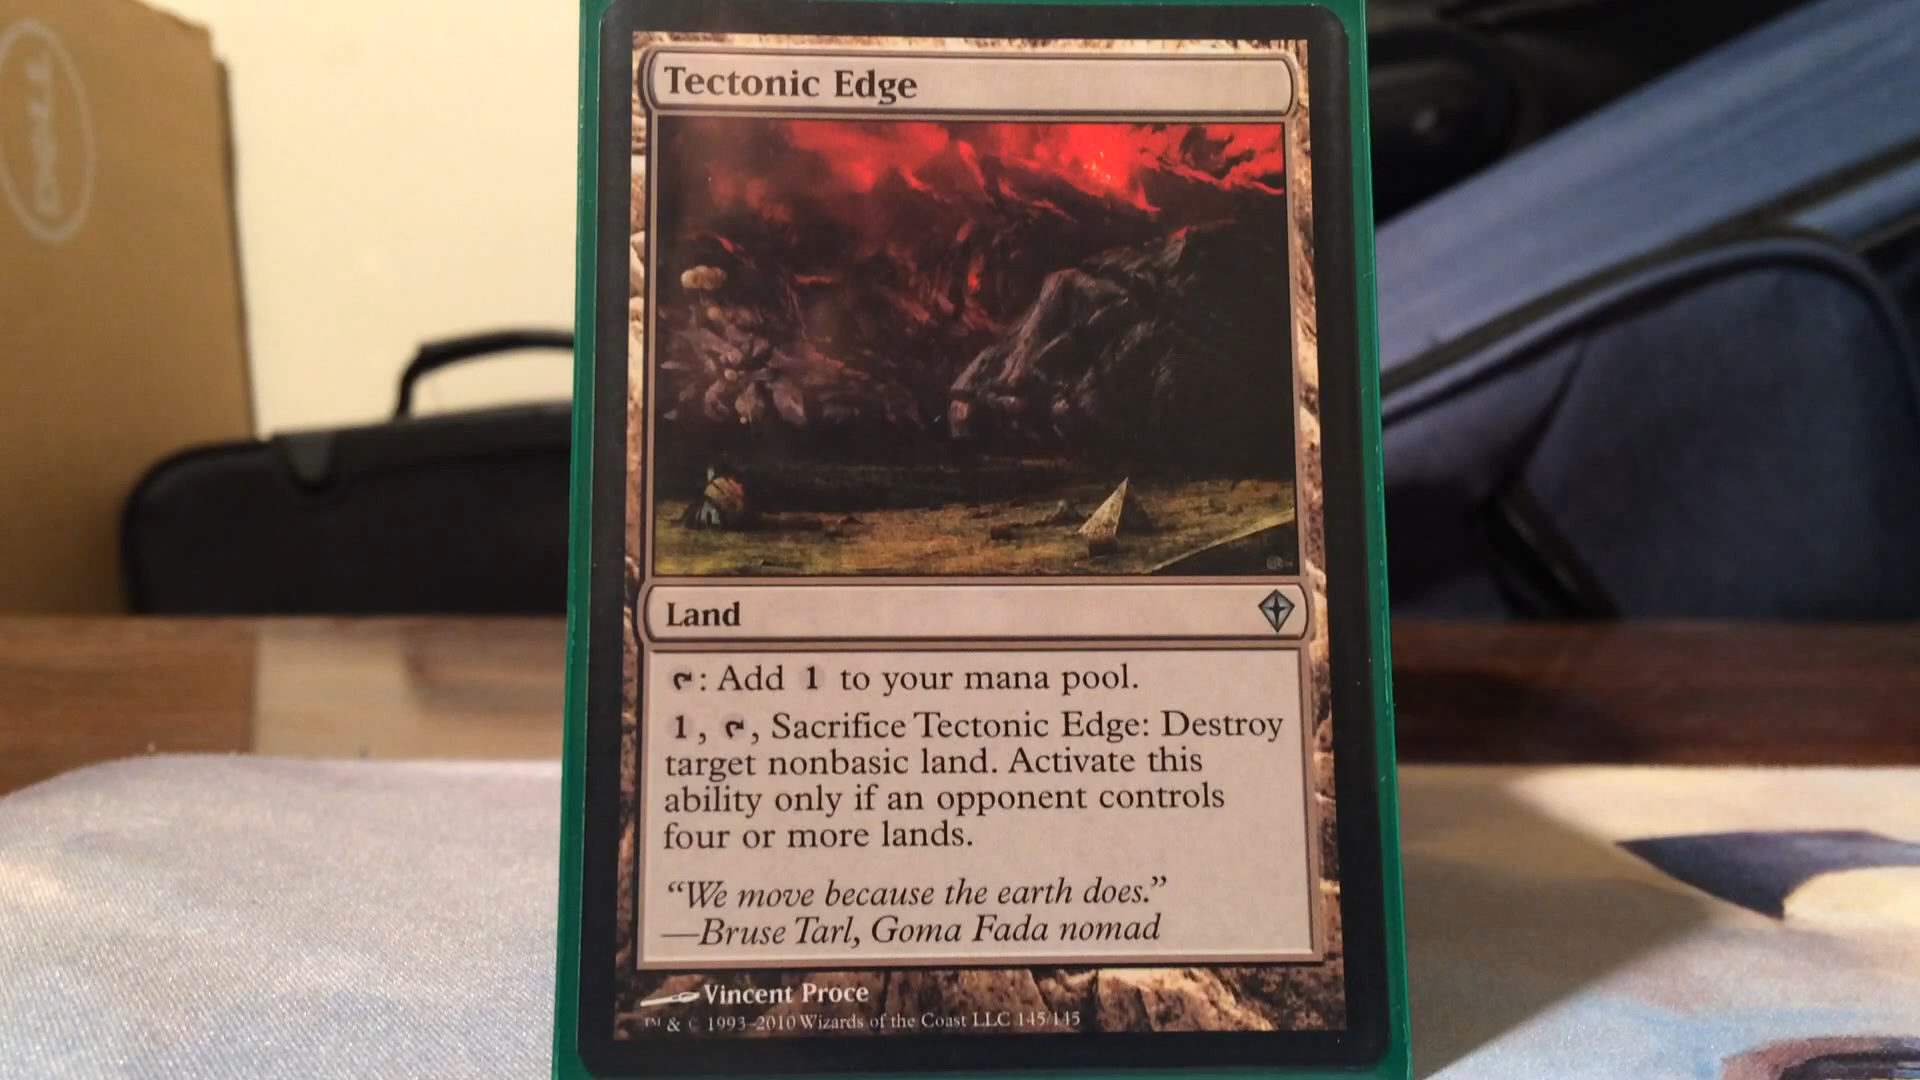 DELL
Tectonic Edge
Land
: Add 1 to your mana pool.
1, , Sacrifice Tectonic Edge: Destroy
target nonbasic land. Activate this
ability only if an opponent controls
four or more lands.
“We move because the earth does.”
—Bruse Tarl, Goma Fada nomad
Vincent Proce
™ & © 1993–2010 Wizards of the Coast LLC 145/145